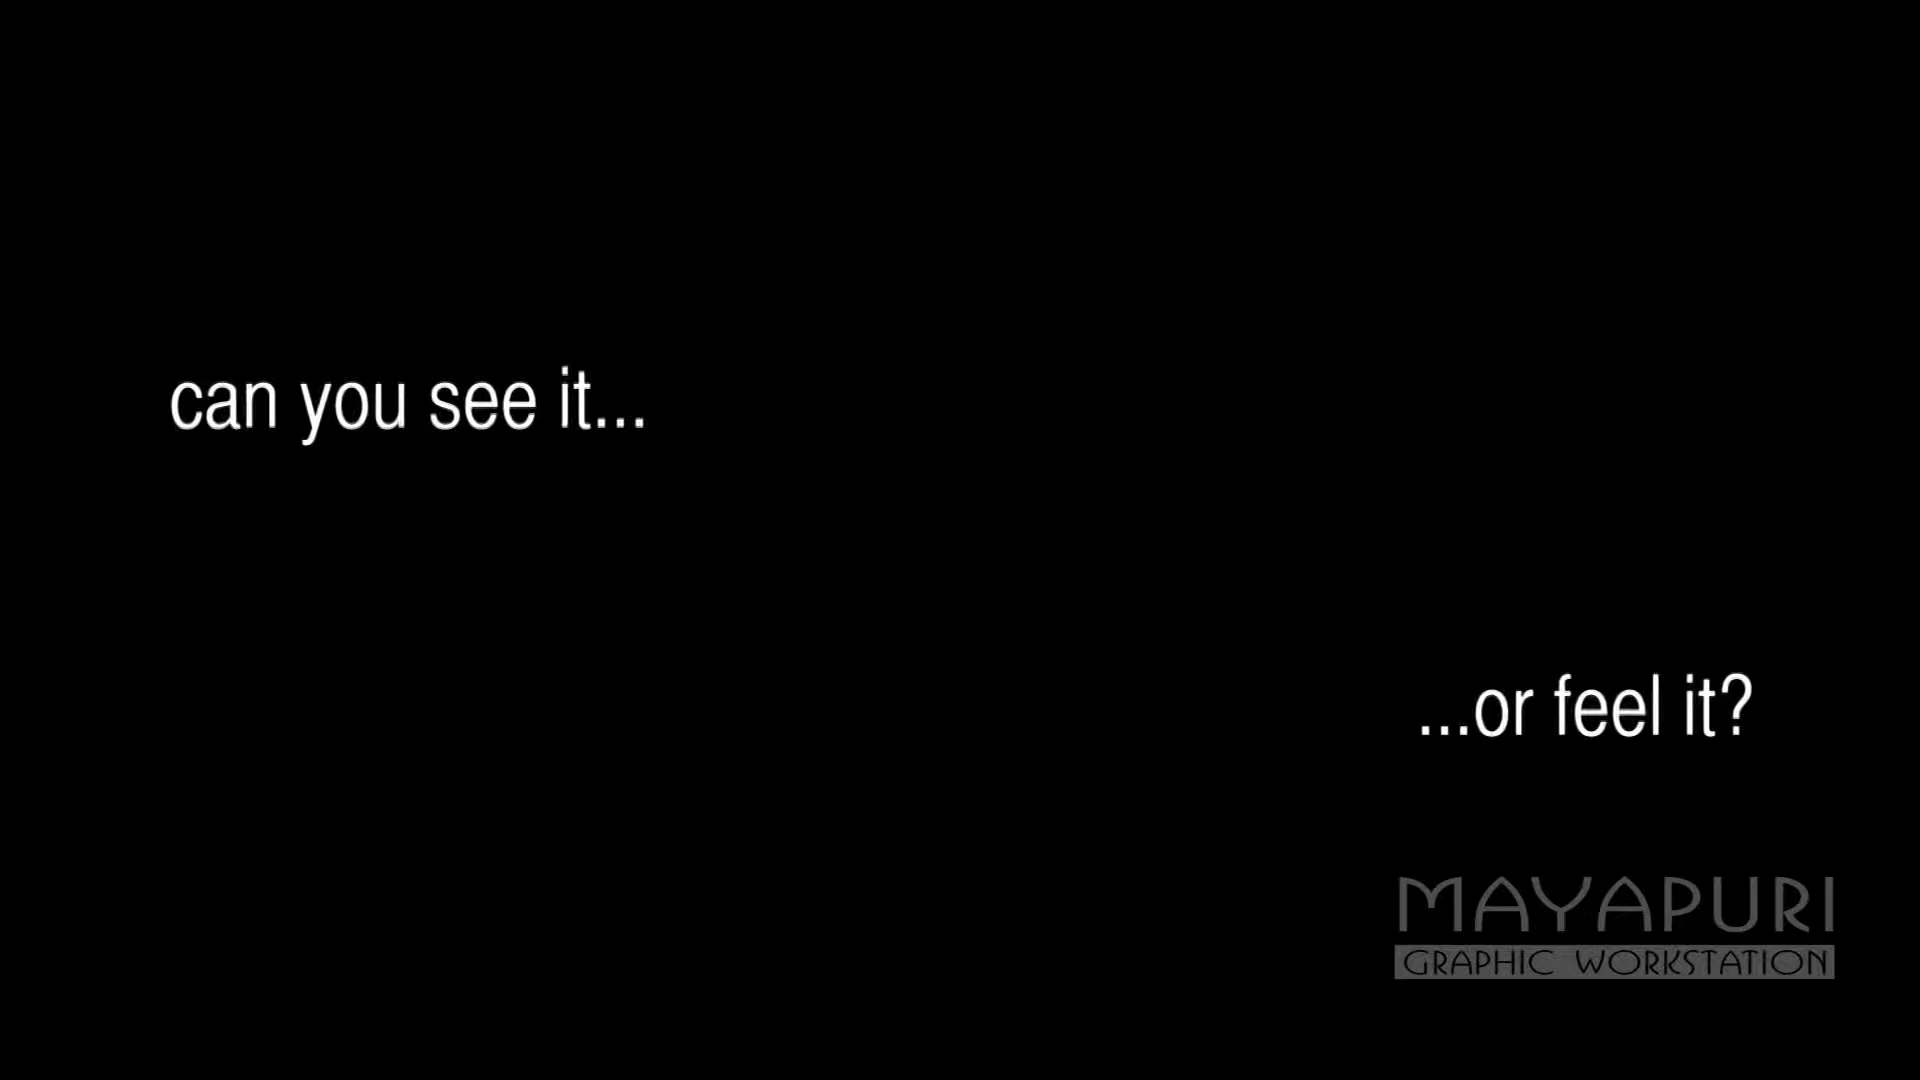 can you see it...
...or feel it?
MAYAPURI
GRAPHIC WORKSTATION